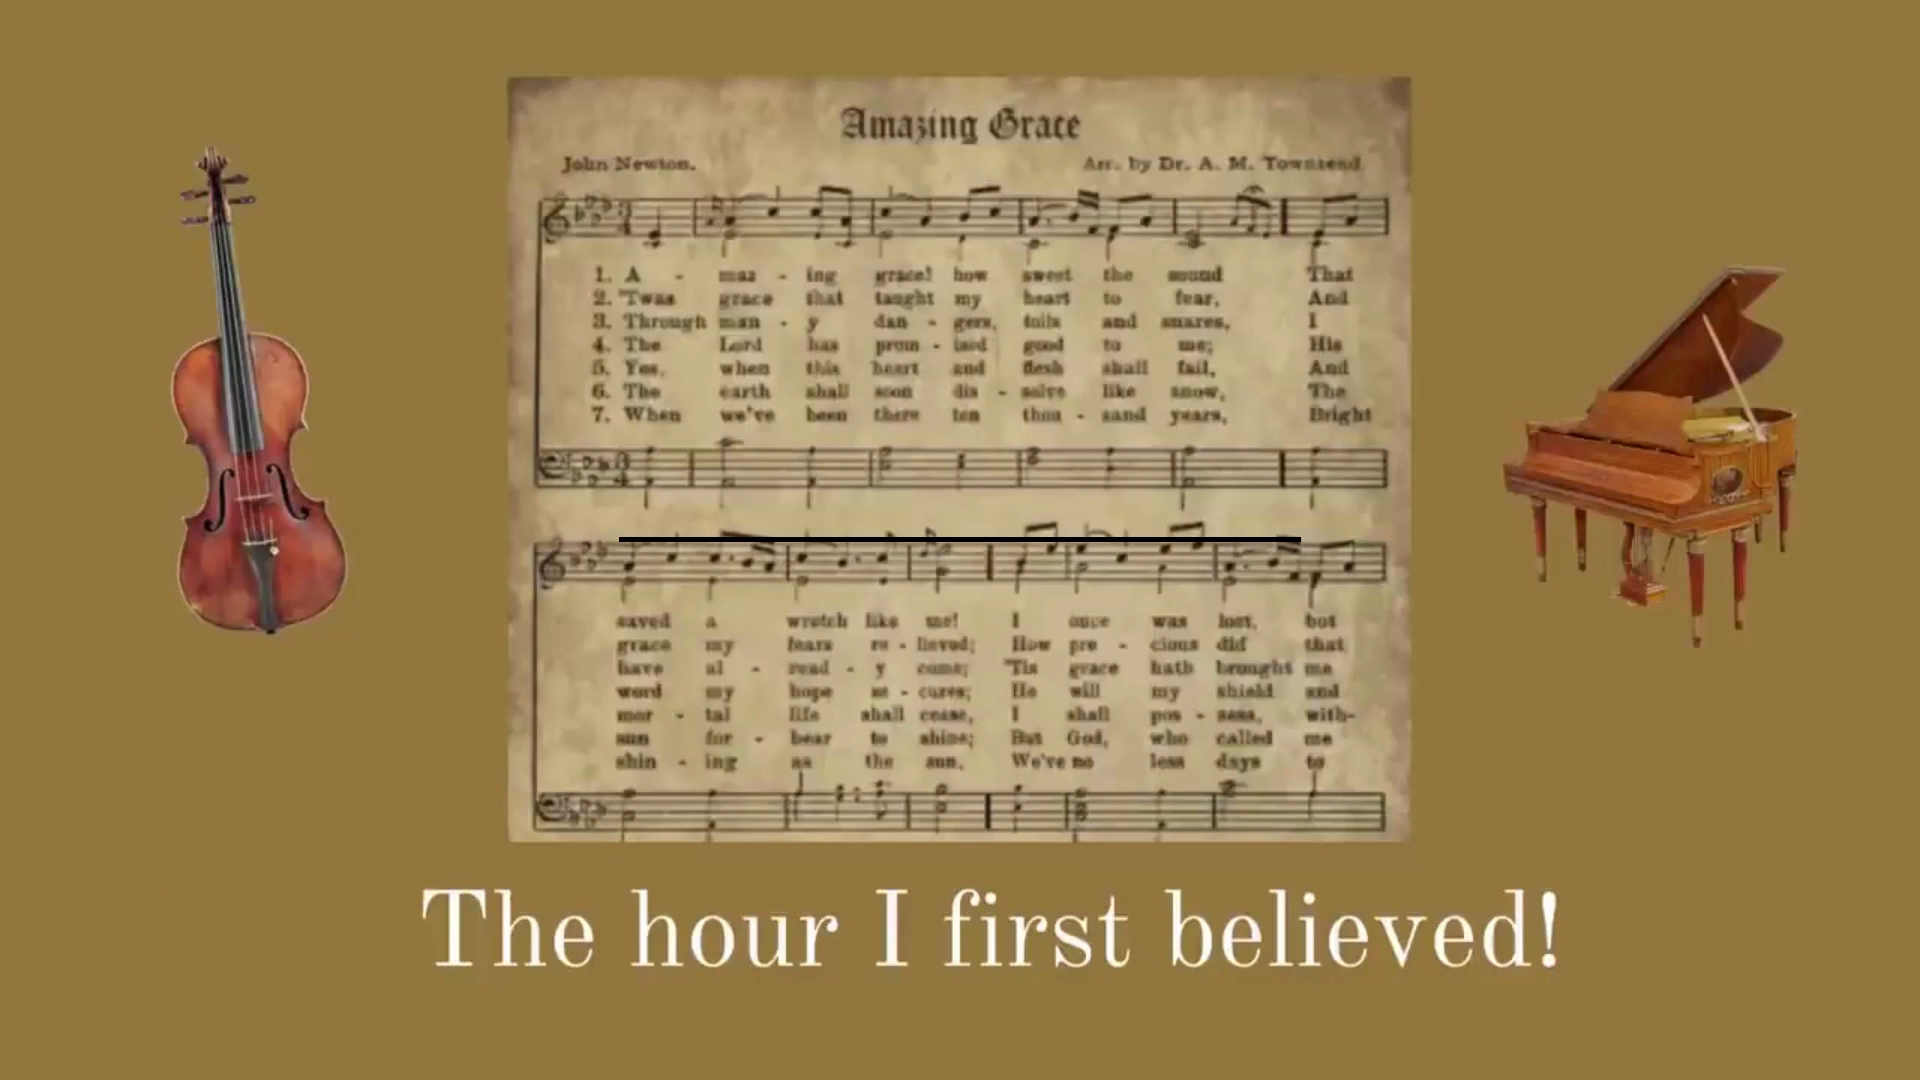 Amazing Grace
John Newton. Arr. by Dr. A. M. Townsend
1. A - maz - ing grace! how sweet the sound That
2. 'Twas grace that taught my heart to fear, And
3. Through man - y dan - gers, toils and snares, I
4. The Lord has prom - ised good to me; His
5. Yes, when this heart and flesh shall fail, And
6. The earth shall soon dis - solve like snow, The
7. When we've been there ten thou - sand years, Bright
saved a wretch like me! I once was lost, but
grace my fears re - lieved; How pre - cious did that
have al - read - y come; 'Tis grace hath brought me
word my hope se - cures; He will my shield and
mor - tal life shall cease, I shall pos - sess, with-
sun for - bear to shine; But God, who called me
shin - ing as the sun, We've no less days to
The hour I first believed!